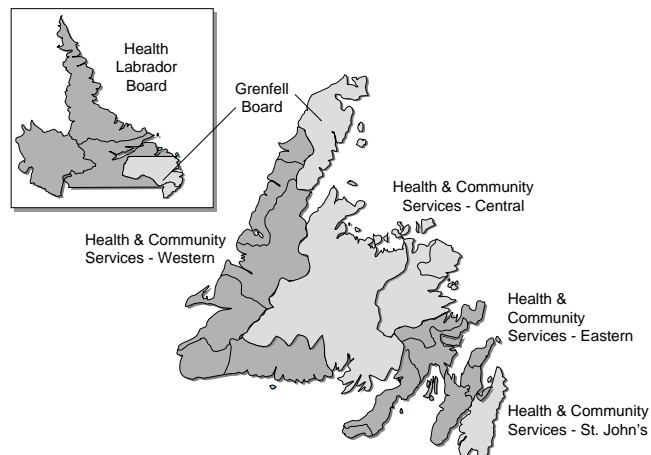 Health
Labrador
Board
Grenfell
Board
Health & Community
Services - Central
Health & Community
Services - Western
Health &
Community
Services - Eastern
Health & Community
Services - St. John's